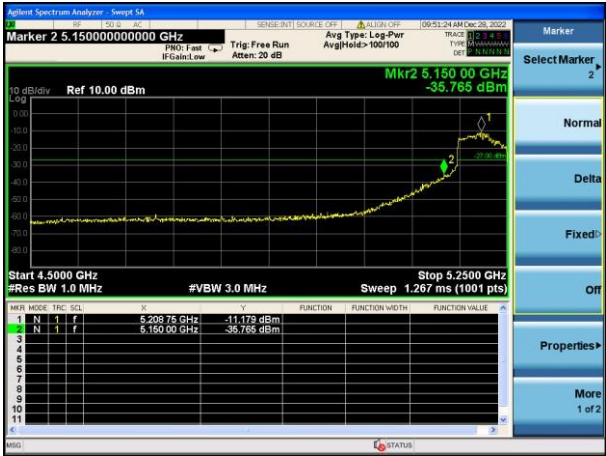 Agilent Spectrum Analyzer - Swept SA
RF 50 Ω AC SENSE:INT SOURCE OFF ALIGN OFF 09:51:24 AM Dec 28, 2022
Marker 2 5.150000000000 GHz
PNO: Fast
IFGain:Low
Trig: Free Run
Atten: 20 dB
Avg Type: Log-Pwr
Avg|Hold:>100/100
TRACE 1 2 3 4 5 6
TYPE MWWWWW
DET P NNNNN
Mkr2 5.150 00 GHz
-35.765 dBm
10 dB/div Ref 10.00 dBm
Log
0.00
-10.0
-20.0
-30.0
-40.0
-50.0
-60.0
-70.0
-80.0
1
2
-27.00 dBm
Start 4.5000 GHz Stop 5.2500 GHz
#Res BW 1.0 MHz #VBW 3.0 MHz Sweep 1.267 ms (1001 pts)
MKR MODE TRC SCL X Y FUNCTION FUNCTION WIDTH FUNCTION VALUE
1 N 1 f 5.208 75 GHz -11.179 dBm
2 N 1 f 5.150 00 GHz -35.765 dBm
3
4
5
6
7
8
9
10
11
MSG STATUS
Marker
Select Marker
2
Normal
Delta
Fixed
Off
Properties
More
1 of 2